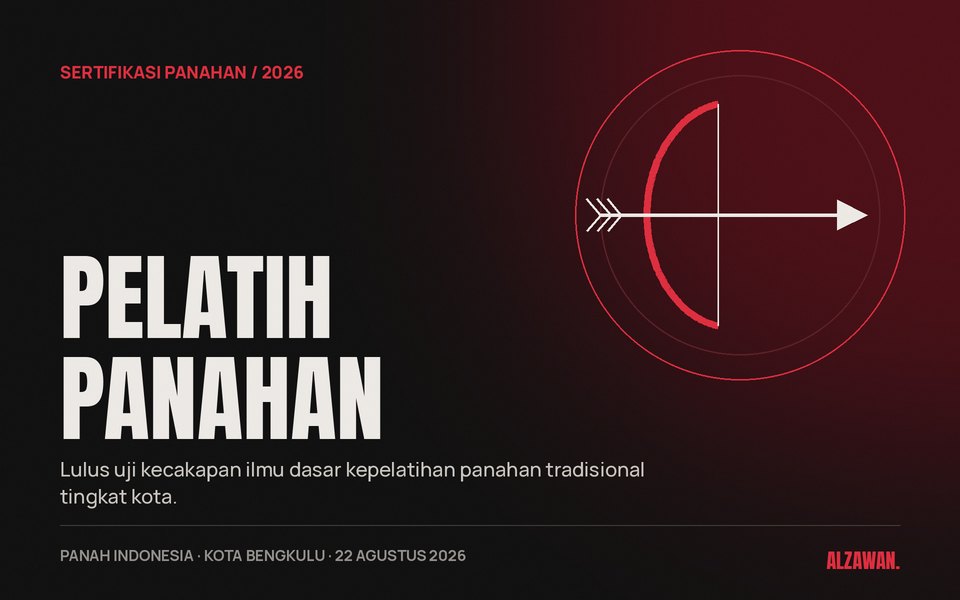 SERTIFIKASI PANAHAN / 2026
PELATIH
PANAHAN
Lulus uji kecakapan ilmu dasar kepelatihan panahan tradisional
tingkat kota.
PANAH INDONESIA · KOTA BENGKULU · 22 AGUSTUS 2026
ALZAWAN.